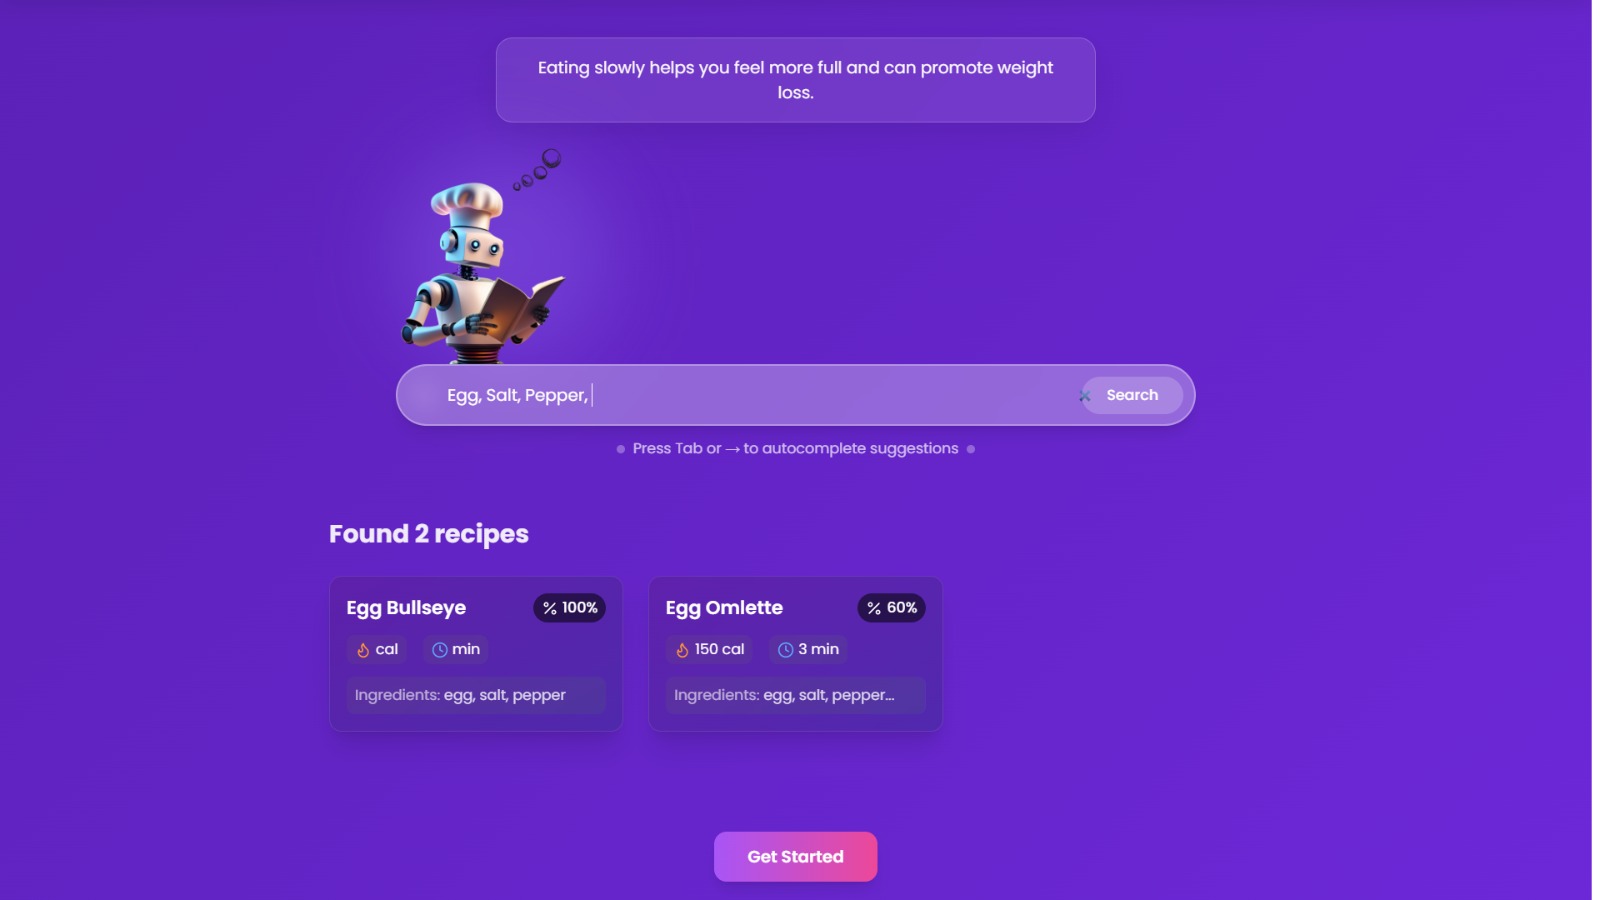 Eating slowly helps you feel more full and can promote weight
loss.
Egg, Salt, Pepper,
Search
Press Tab or → to autocomplete suggestions
Found 2 recipes
Egg Bullseye
% 100%
cal
min
Ingredients: egg, salt, pepper
Egg Omlette
% 60%
150 cal
3 min
Ingredients: egg, salt, pepper...
Get Started